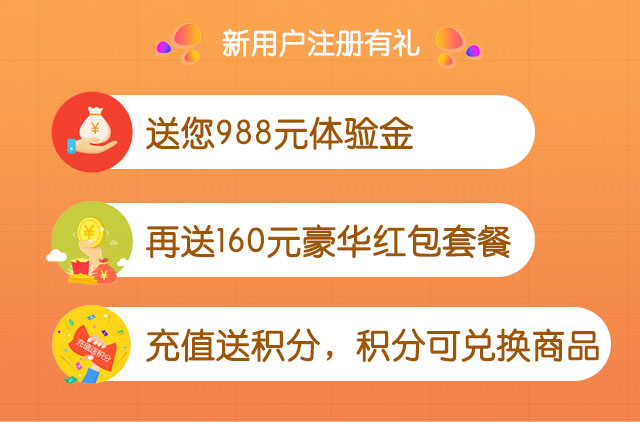 新用户注册有礼
送您988元体验金
再送160元豪华红包套餐
充值送积分
充值送积分，积分可兑换商品